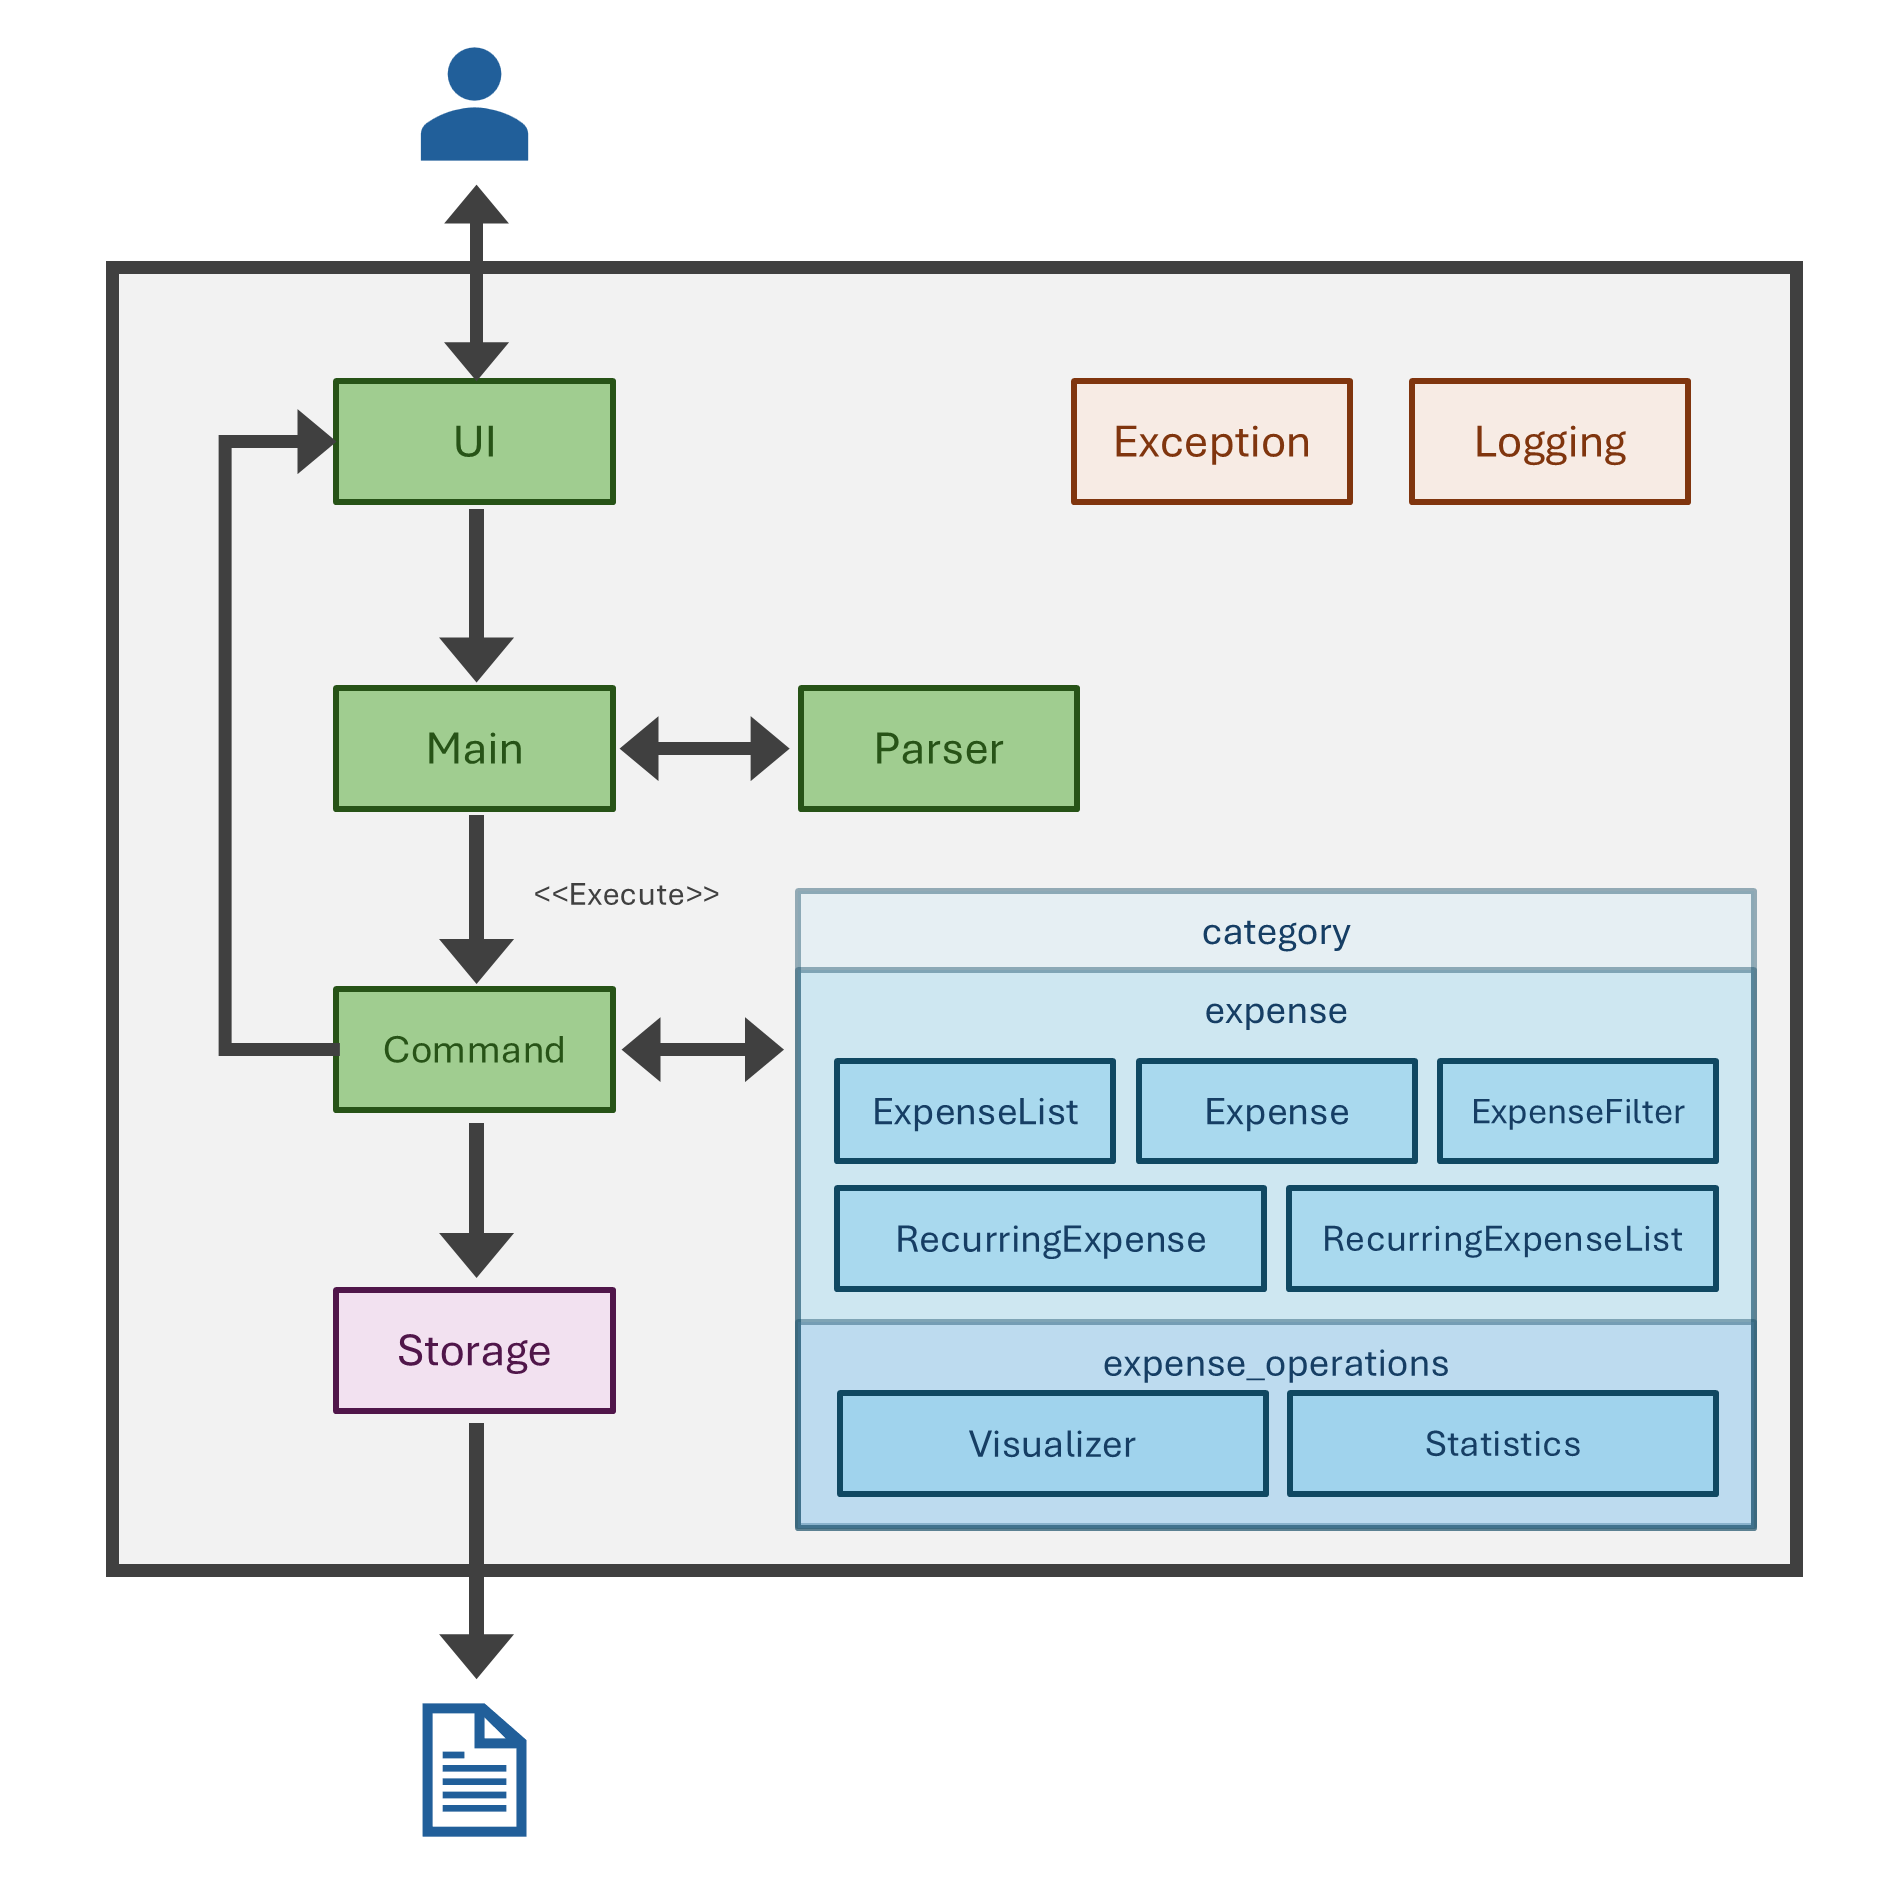 UI
Exception
Logging
Main
Parser
<<Execute>>
category
expense
Command
ExpenseList
Expense
ExpenseFilter
RecurringExpense
RecurringExpenseList
Storage
expense_operations
Visualizer
Statistics